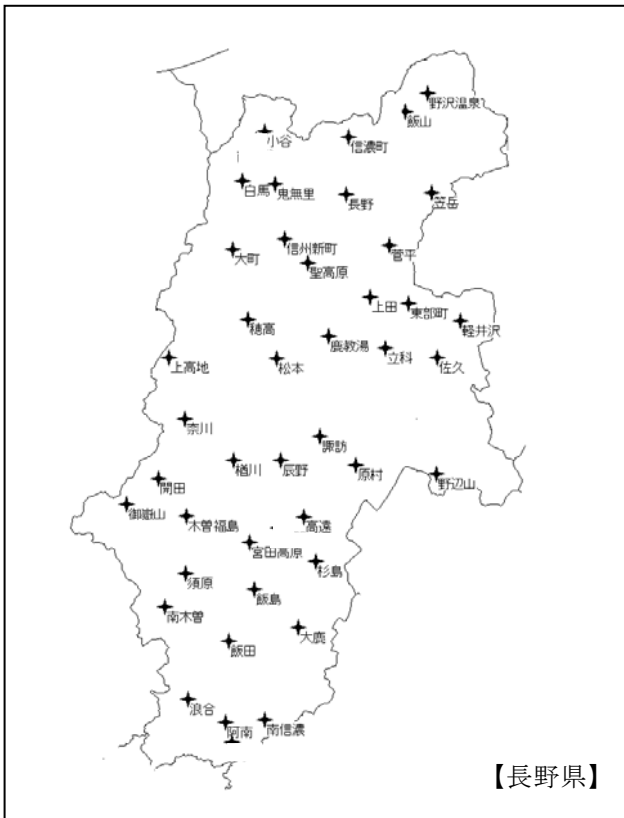 野沢温泉
飯山
小谷
信濃町
白馬
鬼無里
長野
笠岳
信州新町
菅平
大町
聖高原
上田
東部町
穂高
軽井沢
鹿教湯
立科
上高地
松本
佐久
奈川
諏訪
楢川
辰野
原村
野辺山
開田
御嶽山
木曽福島
高遠
宮田高原
杉島
須原
飯島
南木曽
大鹿
飯田
浪合
阿南
南信濃
【長野県】